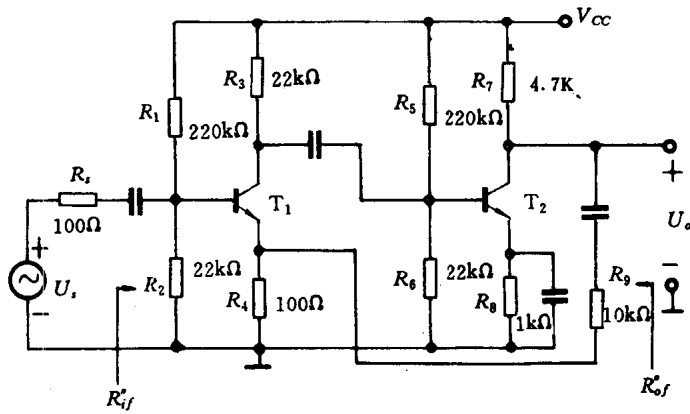 V_CC
R_3 22kΩ
R_7 4.7K
R_1 220kΩ
R_5 220kΩ
R_s 100Ω
T_1
T_2
+
U_o
−
+
U_s
−
R_2 22kΩ
R_4 100Ω
R_6 22kΩ
R_8 1kΩ
R_9 10kΩ
R″_if
R″_of